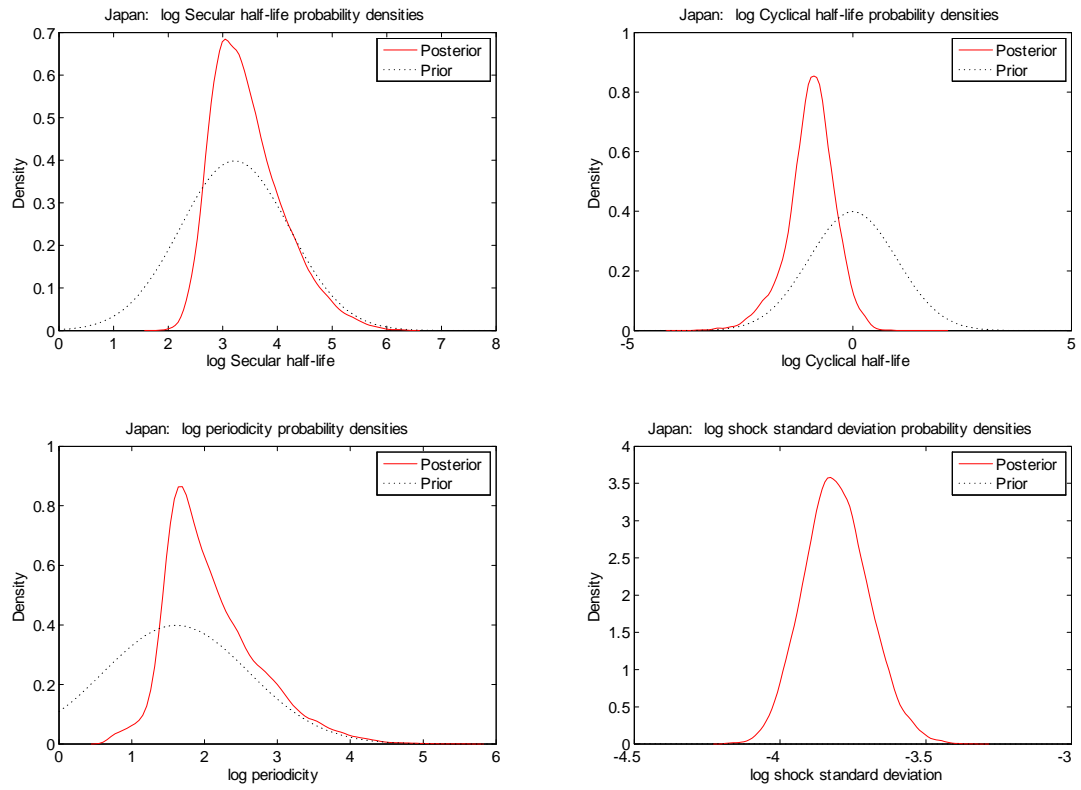 Japan: log Secular half-life probability densities
0.7
0.6
0.5
0.4
0.3
0.2
0.1
0
Density
Posterior
Prior
0 1 2 3 4 5 6 7 8
log Secular half-life
Japan: log Cyclical half-life probability densities
1
0.8
0.6
0.4
0.2
0
Density
Posterior
Prior
-5 0 5
log Cyclical half-life
Japan: log periodicity probability densities
1
0.8
0.6
0.4
0.2
0
Density
Posterior
Prior
0 1 2 3 4 5 6
log periodicity
Japan: log shock standard deviation probability densities
4
3.5
3
2.5
2
1.5
1
0.5
0
Density
Posterior
Prior
-4.5 -4 -3.5 -3
log shock standard deviation